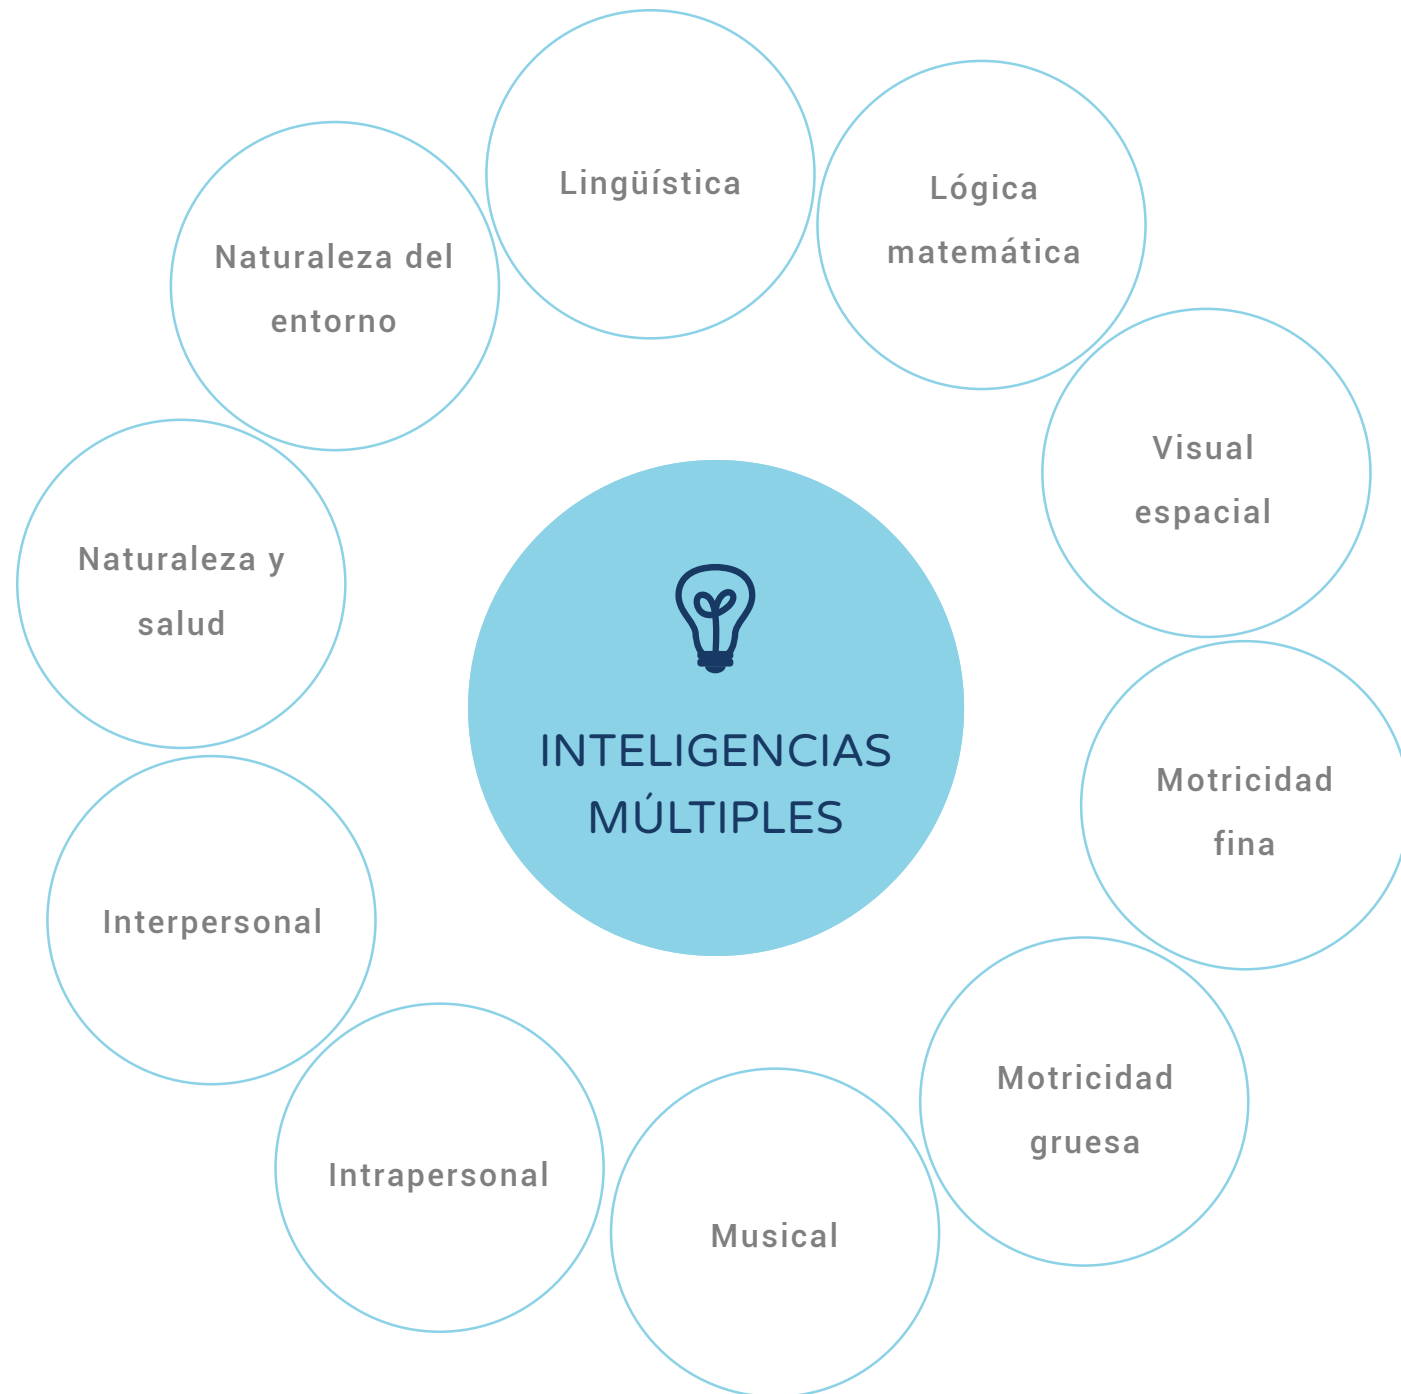 Lingüística
Lógica
matemática
Visual
espacial
Motricidad
fina
Motricidad
gruesa
Musical
Intrapersonal
Interpersonal
Naturaleza y
salud
Naturaleza del
entorno
INTELIGENCIAS
MÚLTIPLES